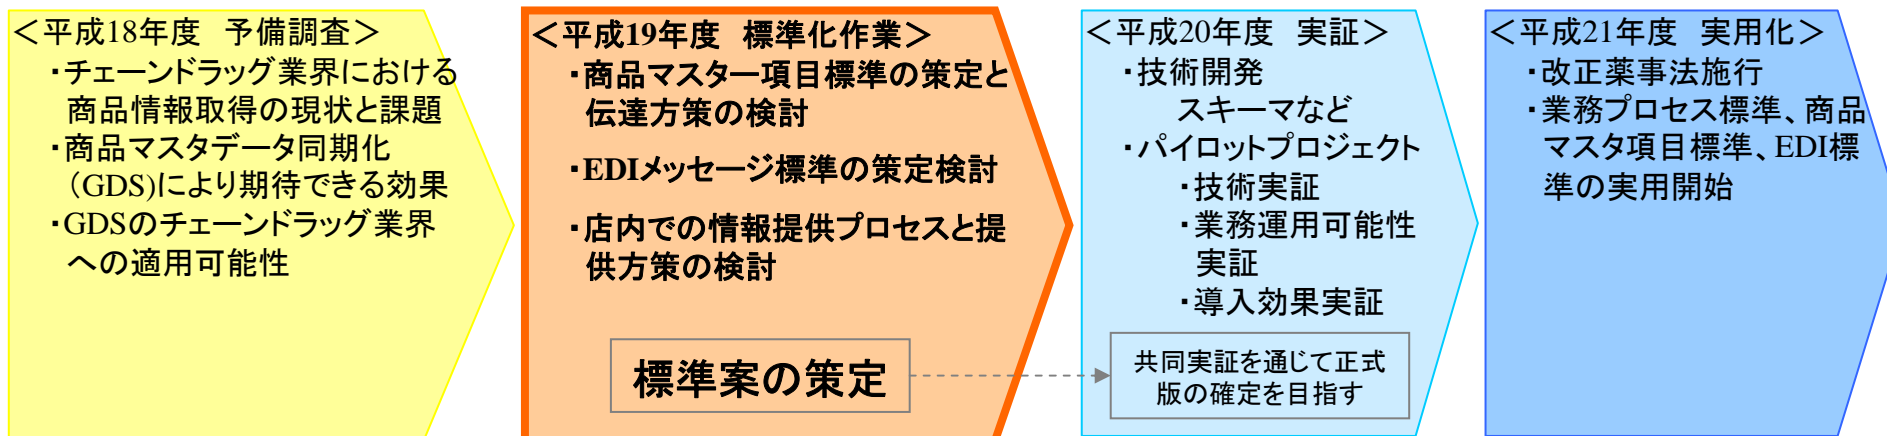 ＜平成18年度　予備調査＞
・チェーンドラッグ業界における
商品情報取得の現状と課題
・商品マスタデータ同期化
（GDS)により期待できる効果
・GDSのチェーンドラッグ業界
への適用可能性
＜平成19年度　標準化作業＞
・商品マスター項目標準の策定と
伝達方策の検討
・EDIメッセージ標準の策定検討
・店内での情報提供プロセスと提
供方策の検討
標準案の策定
＜平成20年度　実証＞
・技術開発
スキーマなど
・パイロットプロジェクト
・技術実証
・業務運用可能性
実証
・導入効果実証
共同実証を通じて正式
版の確定を目指す
＜平成21年度　実用化＞
・改正薬事法施行
・業務プロセス標準、商品
マスタ項目標準、EDI標
準の実用開始